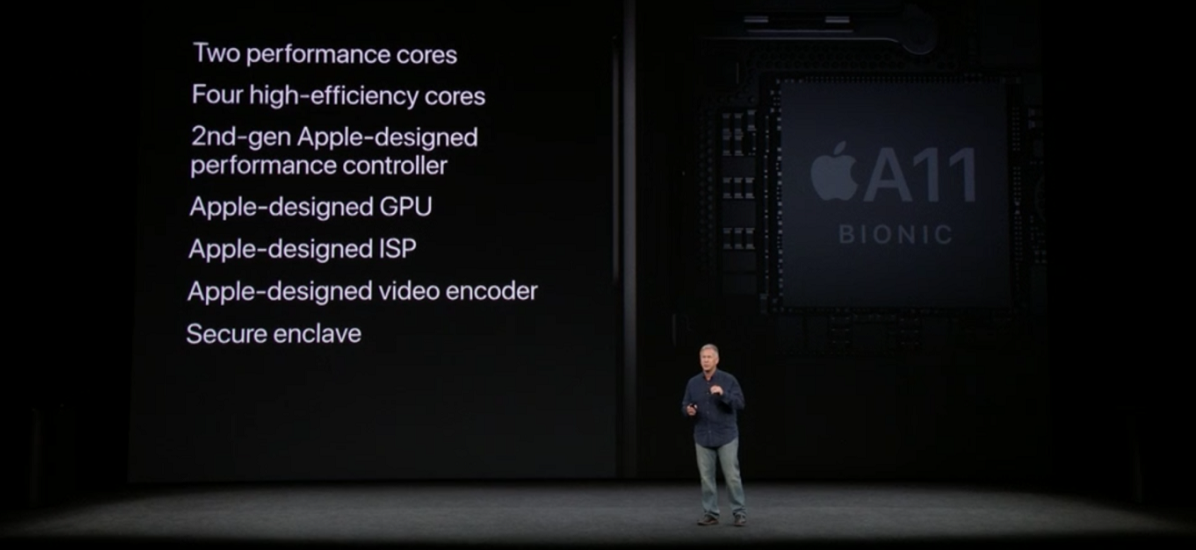 Two performance cores
Four high-efficiency cores
2nd-gen Apple-designed
performance controller
Apple-designed GPU
Apple-designed ISP
Apple-designed video encoder
Secure enclave
A11
BIONIC